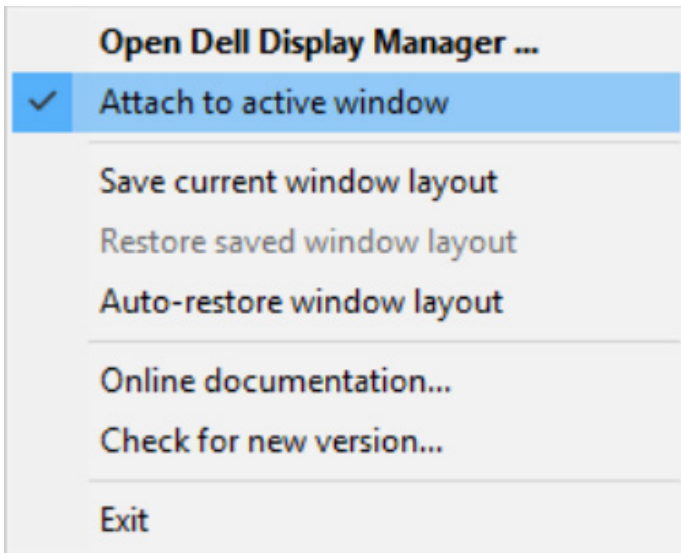 Open Dell Display Manager ...
Attach to active window
Save current window layout
Restore saved window layout
Auto-restore window layout
Online documentation...
Check for new version...
Exit